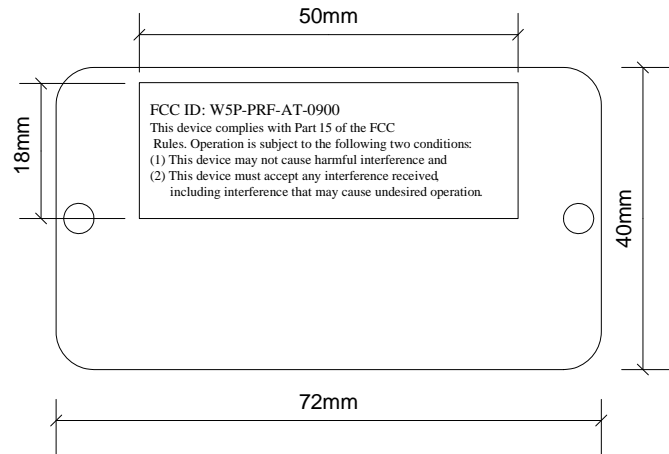 50mm
FCC ID: W5P-PRF-AT-0900
This device complies with Part 15 of the FCC
Rules. Operation is subject to the following two conditions:
(1) This device may not cause harmful interference and
(2) This device must accept any interference received,
including interference that may cause undesired operation.
18mm
40mm
72mm